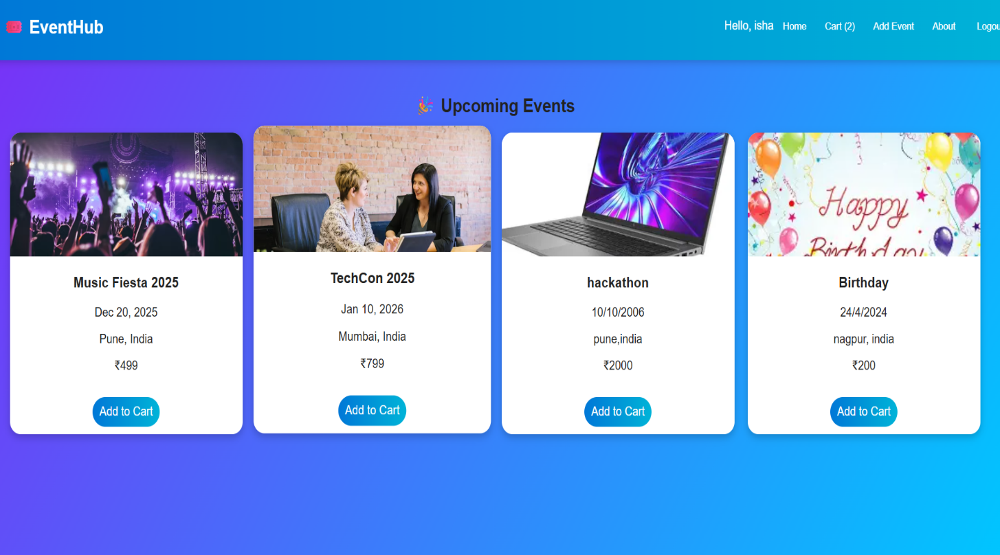 EventHub
Hello, isha Home Cart (2) Add Event About Logou
Upcoming Events
Music Fiesta 2025
Dec 20, 2025
Pune, India
₹499
Add to Cart
TechCon 2025
Jan 10, 2026
Mumbai, India
₹799
Add to Cart
hackathon
10/10/2006
pune,india
₹2000
Add to Cart
Happy
Birthday
Birthday
24/4/2024
nagpur, india
₹200
Add to Cart